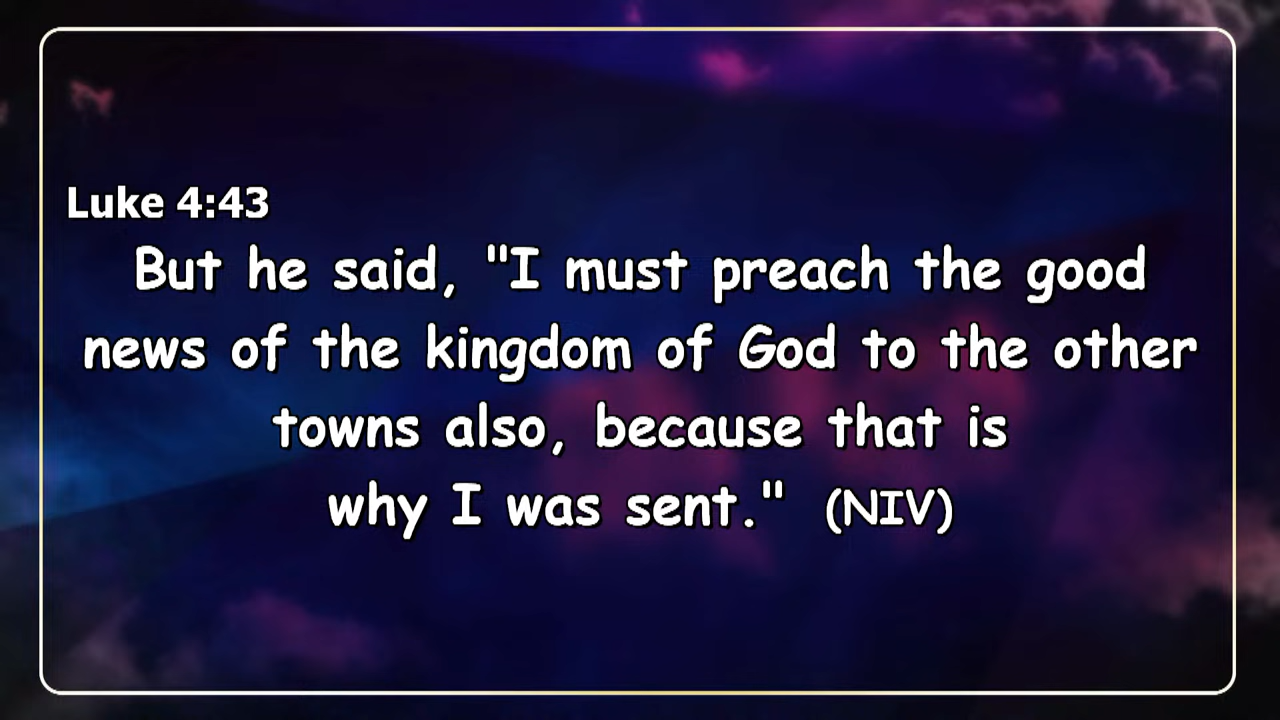 Luke 4:43
But he said, "I must preach the good
news of the kingdom of God to the other
towns also, because that is
why I was sent." (NIV)